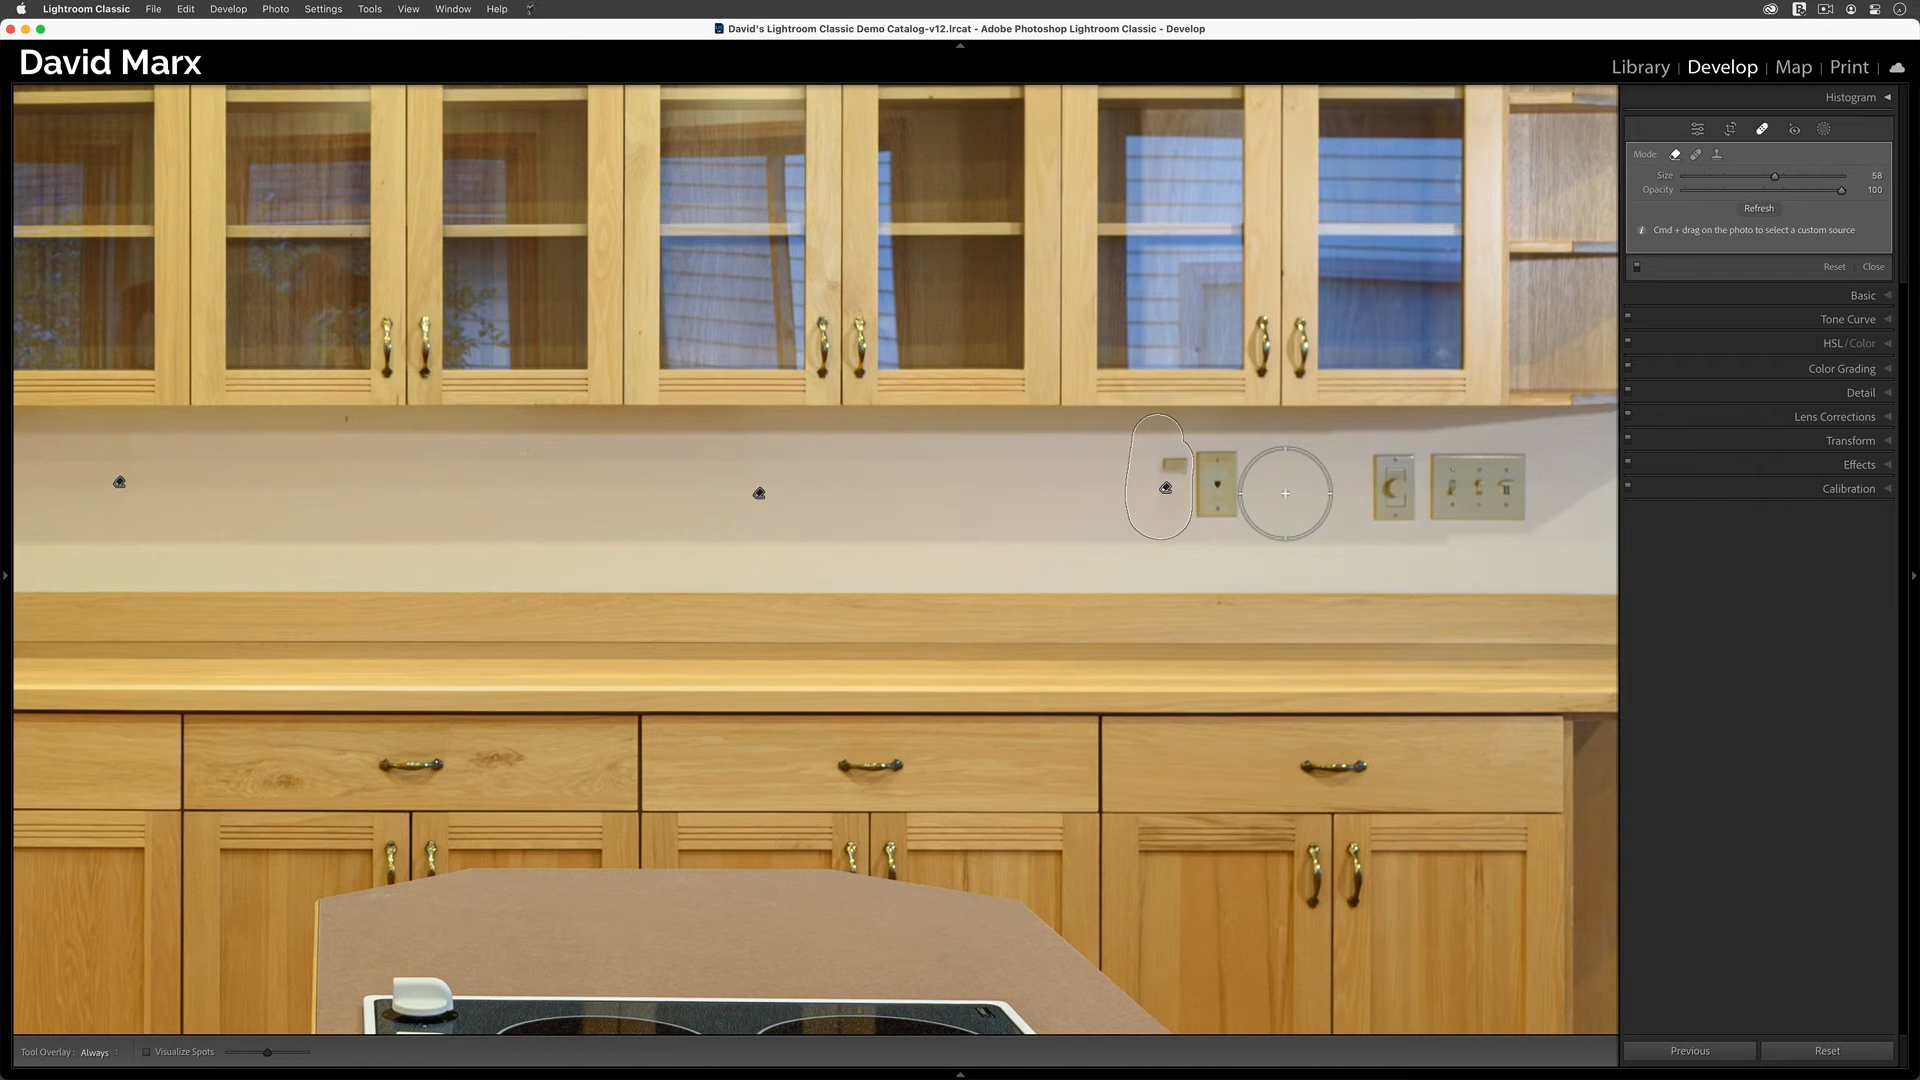 Lightroom Classic File Edit Develop Photo Settings Tools View Window Help
David's Lightroom Classic Demo Catalog-v12.lrcat - Adobe Photoshop Lightroom Classic - Develop
David Marx
Library | Develop | Map | Print |
Histogram
Mode:
Size 58
Opacity 100
Refresh
Cmd + drag on the photo to select a custom source
Reset Close
Basic
Tone Curve
HSL / Color
Color Grading
Detail
Lens Corrections
Transform
Effects
Calibration
Tool Overlay : Always Visualize Spots
Previous Reset